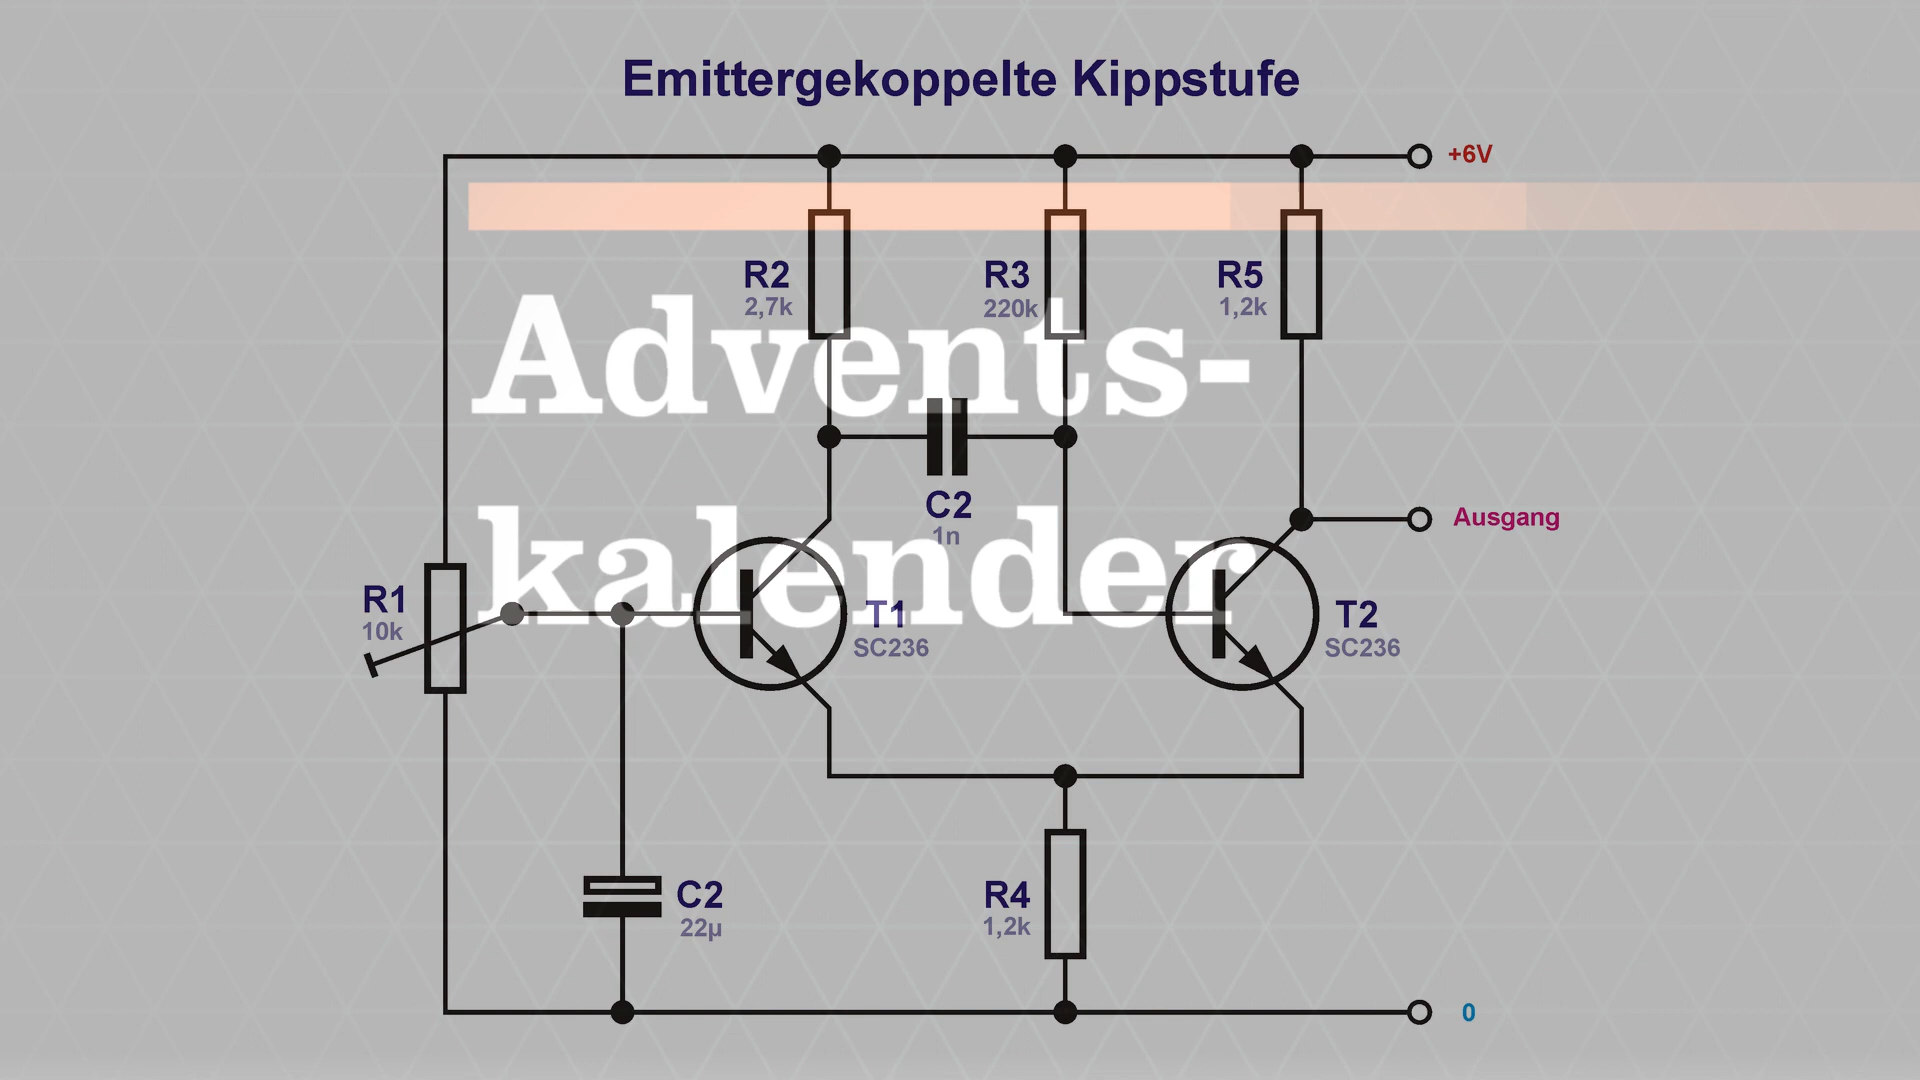 Emittergekoppelte Kippstufe
+6V
R2
2,7k
R3
220k
R5
1,2k
Advents-
C2
1n
Ausgang
kalender
R1
10k
T1
SC236
T2
SC236
C2
22µ
R4
1,2k
0